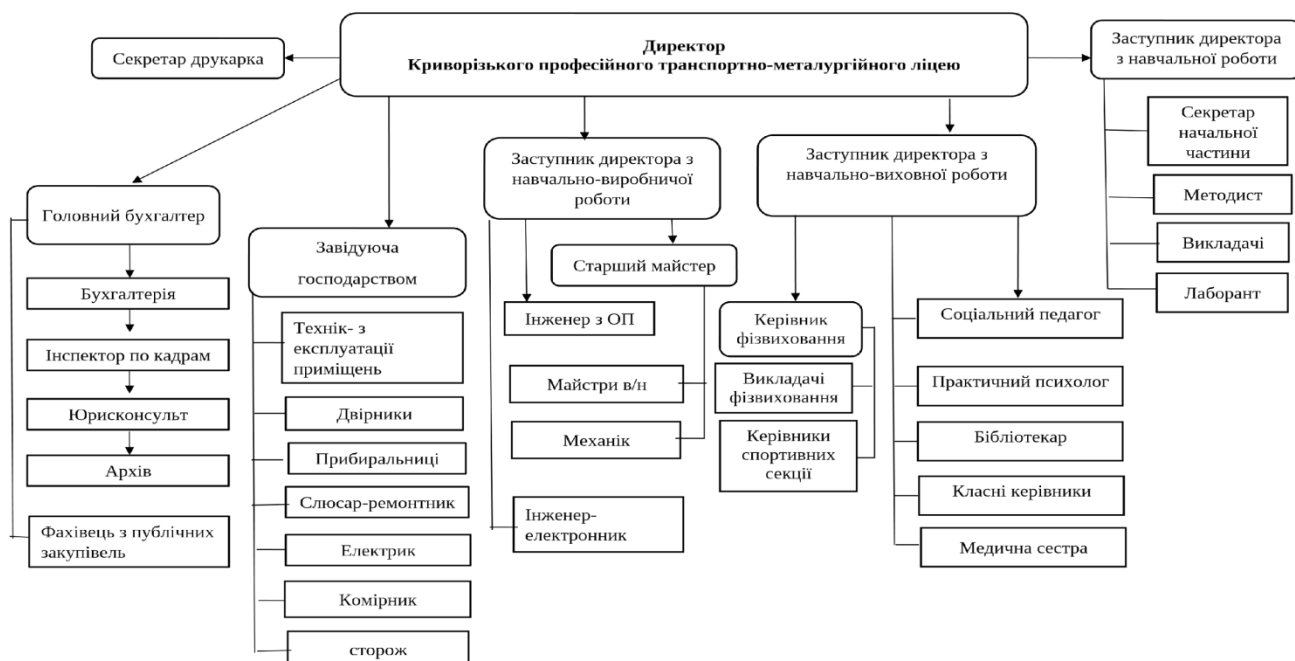 Директор
Криворізького професійного транспортно-металургійного ліцею
Секретар друкарка
Заступник директора
з навчальної роботи
Секретар
начальної
частини
Методист
Викладачі
Лаборант
Головний бухгалтер
Бухгалтерія
Інспектор по кадрам
Юрисконсульт
Архів
Фахівець з публічних
закупівель
Завідуюча
господарством
Технік- з
експлуатації
приміщень
Двірники
Прибиральниці
Слюсар-ремонтник
Електрик
Комірник
сторож
Заступник директора з
навчально-виробничої
роботи
Старший майстер
Інженер з ОП
Майстри в/н
Механік
Інженер-
електронник
Заступник директора з
навчально-виховної роботи
Керівник
фізвиховання
Викладачі
фізвиховання
Керівники
спортивних
секції
Соціальний педагог
Практичний психолог
Бібліотекар
Класні керівники
Медична сестра